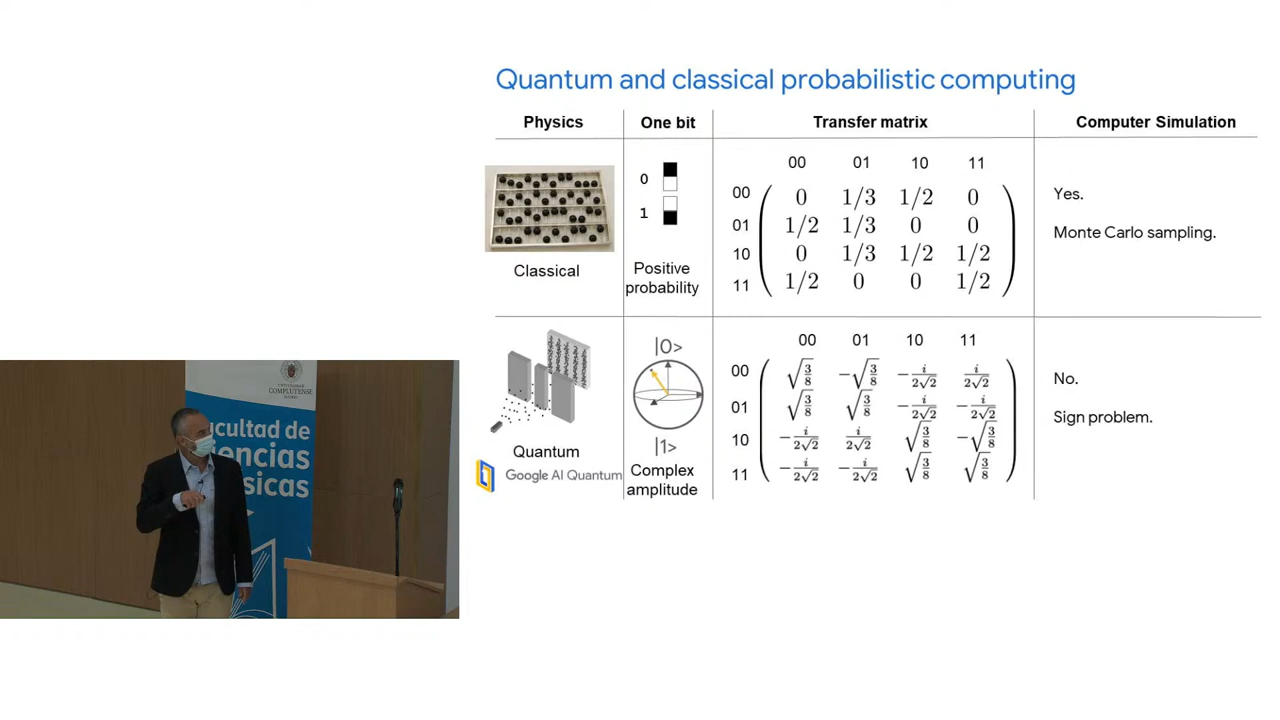 Quantum and classical probabilistic computing
Physics One bit Transfer matrix Computer Simulation
00 01 10 11
0
1
00 0 1/3 1/2 0
01 1/2 1/3 0 0
10 0 1/3 1/2 1/2
11 1/2 0 0 1/2
Yes.
Monte Carlo sampling.
Classical
Positive
probability
|0>
|1>
00 01 10 11
00 √3/8 −√3/8 −i/2√2 i/2√2
01 √3/8 √3/8 −i/2√2 −i/2√2
10 −i/2√2 i/2√2 √3/8 −√3/8
11 −i/2√2 −i/2√2 √3/8 √3/8
No.
Sign problem.
Quantum
Google AI Quantum
Complex
amplitude
UNIVERSIDAD
COMPLUTENSE
MADRID
acultad de
iencias
sicas